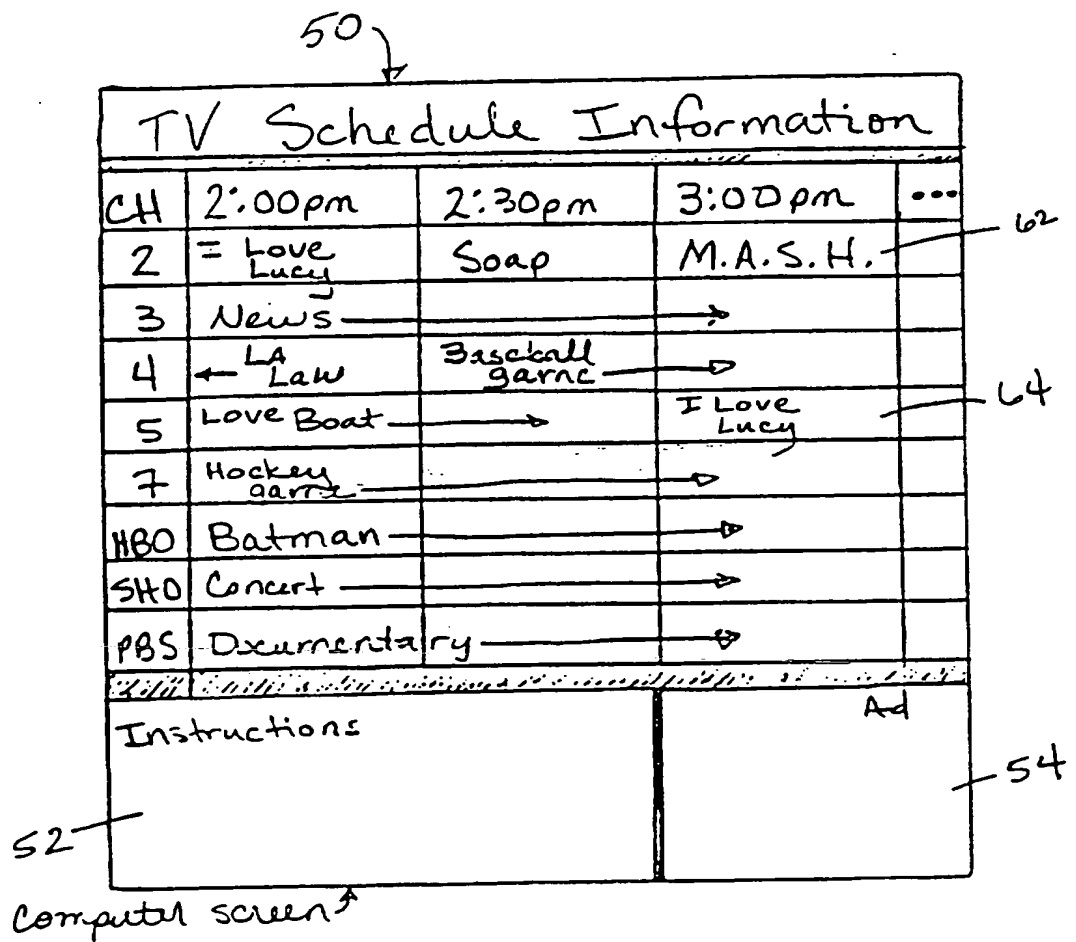 50
TV Schedule Information
CH 2:00pm 2:30pm 3:00pm •••
62
2 I Love Lucy Soap M.A.S.H.
3 News
4 LA Law Baseball game
5 Love Boat I Love Lucy
64
7 Hockey game
HBO Batman
SHO Concert
PBS Documentary
Instructions
Ad
54
52
Computer screen